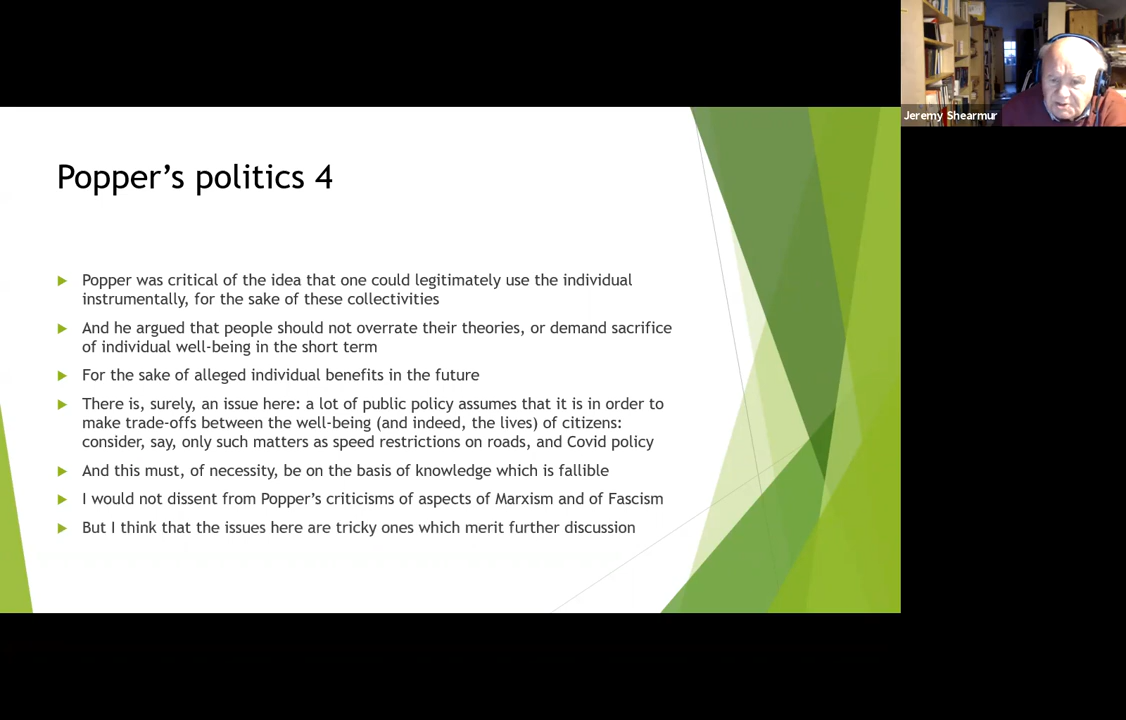 Jeremy Shearmur
Popper's politics 4
Popper was critical of the idea that one could legitimately use the individual
instrumentally, for the sake of these collectivities
And he argued that people should not overrate their theories, or demand sacrifice
of individual well-being in the short term
For the sake of alleged individual benefits in the future
There is, surely, an issue here: a lot of public policy assumes that it is in order to
make trade-offs between the well-being (and indeed, the lives) of citizens:
consider, say, only such matters as speed restrictions on roads, and Covid policy
And this must, of necessity, be on the basis of knowledge which is fallible
I would not dissent from Popper's criticisms of aspects of Marxism and of Fascism
But I think that the issues here are tricky ones which merit further discussion